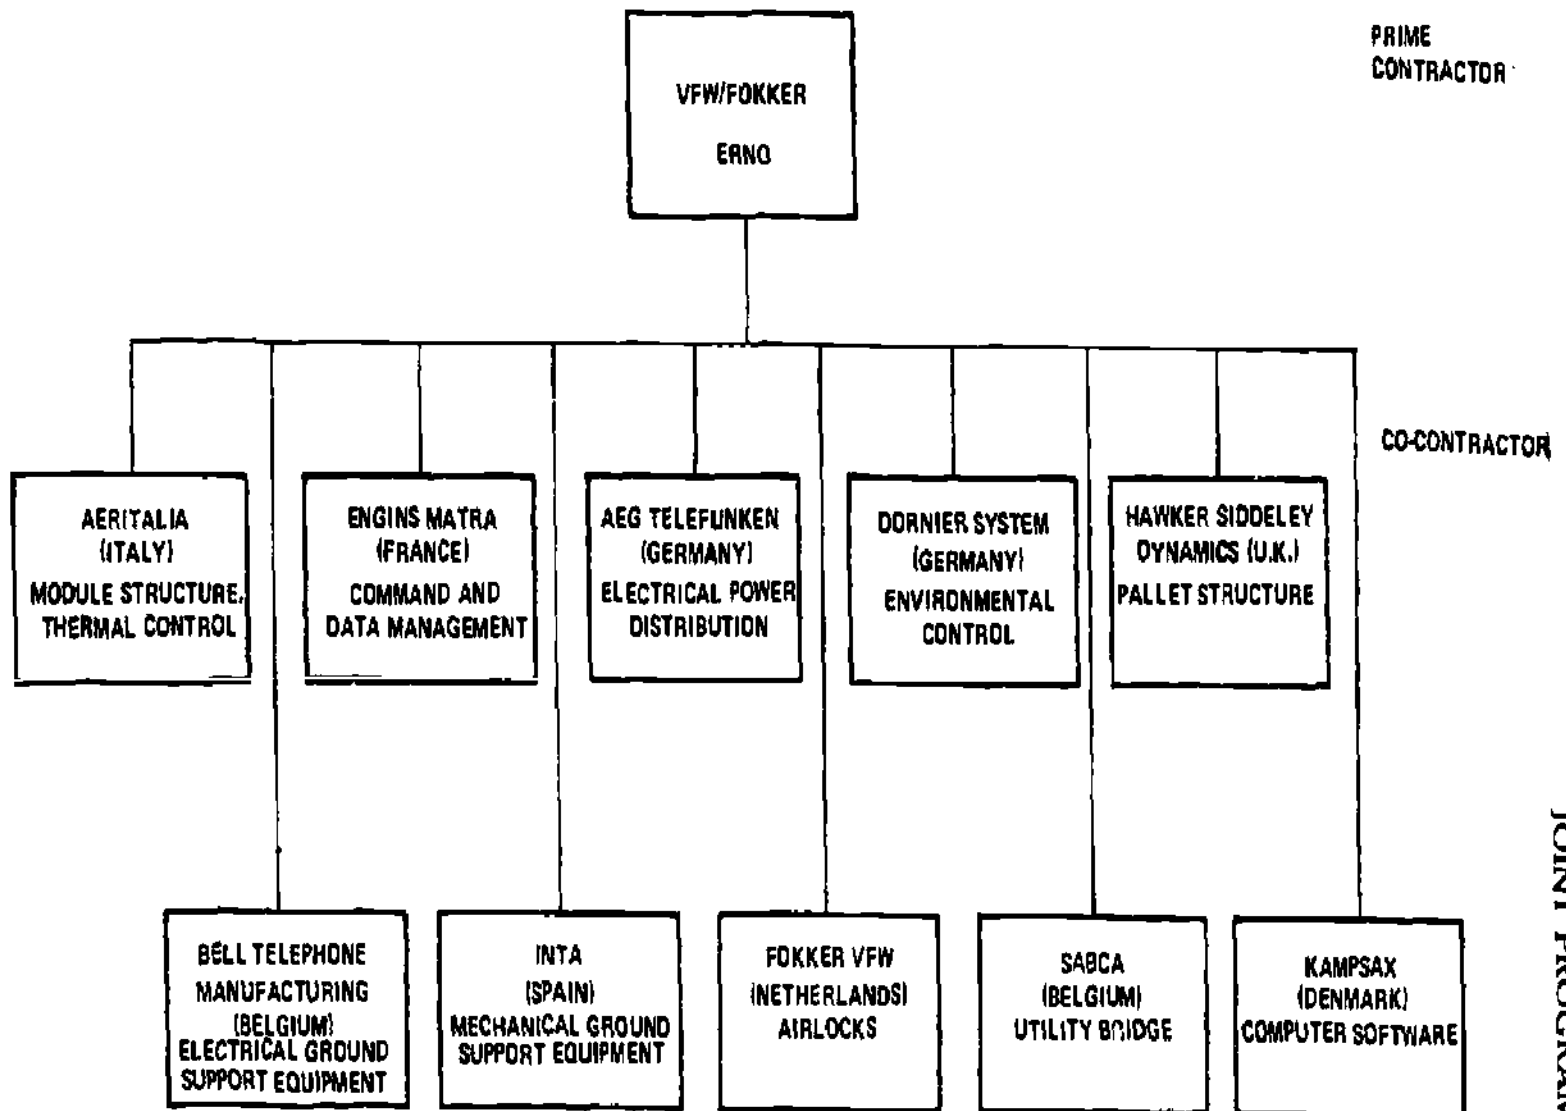 PRIME
CONTRACTOR
VFW/FOKKER
ERNO
CO-CONTRACTOR
AERITALIA
(ITALY)
MODULE STRUCTURE,
THERMAL CONTROL
ENGINS MATRA
(FRANCE)
COMMAND AND
DATA MANAGEMENT
AEG TELEFUNKEN
(GERMANY)
ELECTRICAL POWER
DISTRIBUTION
DORNIER SYSTEM
(GERMANY)
ENVIRONMENTAL
CONTROL
HAWKER SIDDELEY
DYNAMICS (U.K.)
PALLET STRUCTURE
BELL TELEPHONE
MANUFACTURING
(BELGIUM)
ELECTRICAL GROUND
SUPPORT EQUIPMENT
INTA
(SPAIN)
MECHANICAL GROUND
SUPPORT EQUIPMENT
FOKKER VFW
(NETHERLANDS)
AIRLOCKS
SABCA
(BELGIUM)
UTILITY BRIDGE
KAMPSAX
(DENMARK)
COMPUTER SOFTWARE
JOINT PROGRAM